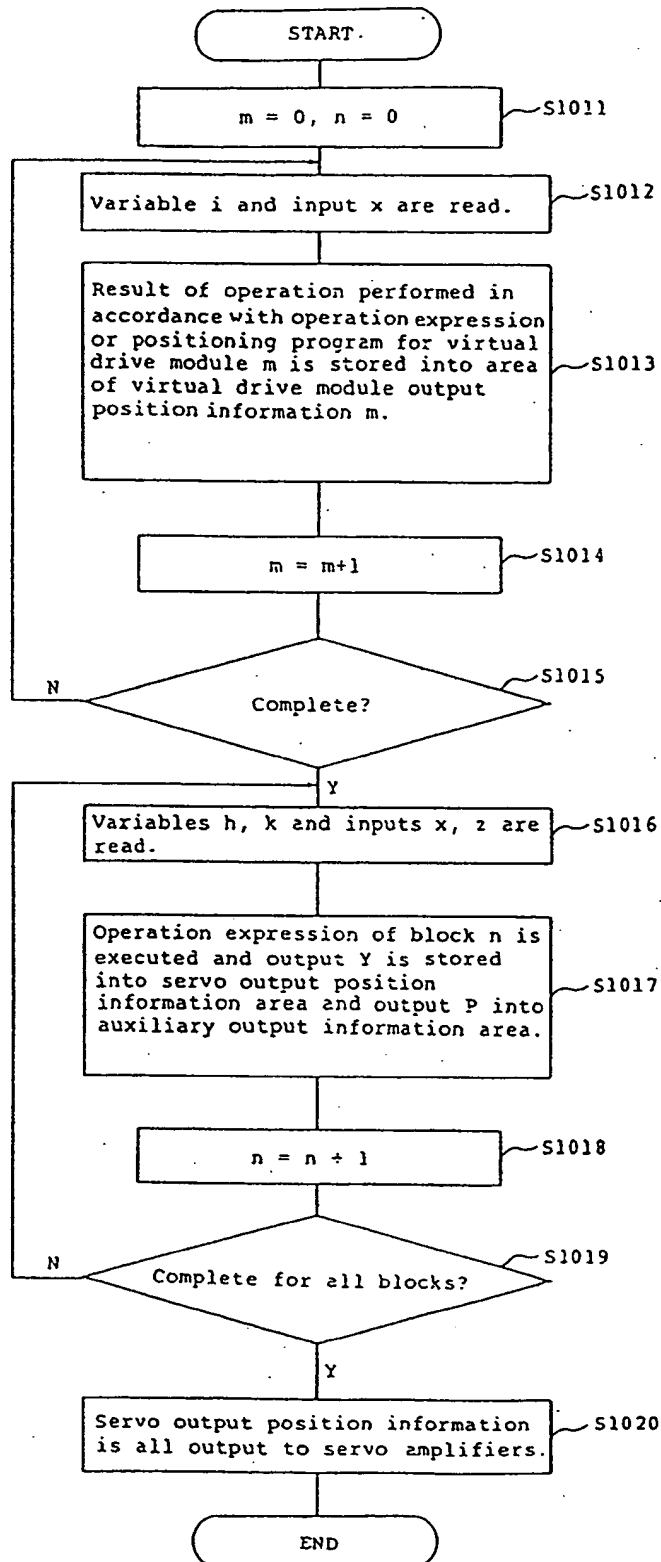 START.
m = 0, n = 0
S1011
Variable i and input x are read.
S1012
Result of operation performed in
accordance with operation expression
or positioning program for virtual
drive module m is stored into area
of virtual drive module output
position information m.
S1013
m = m+1
S1014
Complete?
S1015
N
Y
Variables h, k and inputs x, z are
read.
S1016
Operation expression of block n is
executed and output Y is stored
into servo output position
information area and output P into
auxiliary output information area.
S1017
n = n ÷ 1
S1018
Complete for all blocks?
S1019
N
Y
Servo output position information
is all output to servo amplifiers.
S1020
END